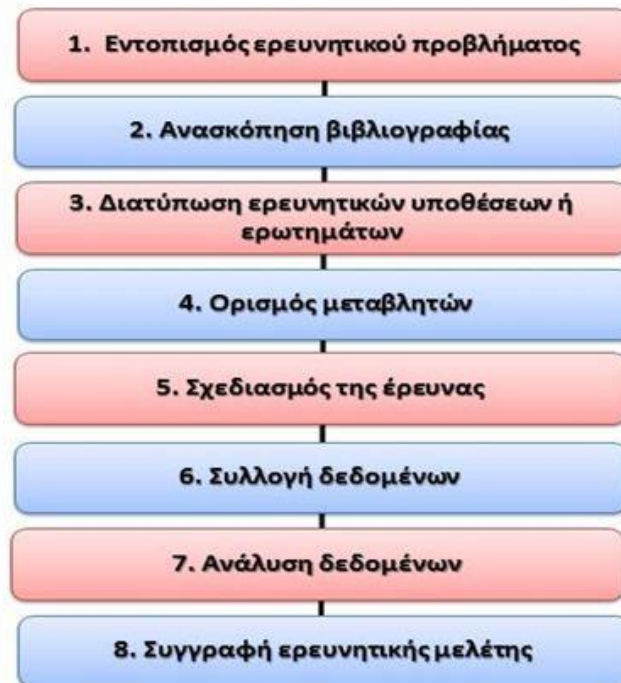 1. Εντοπισμός ερευνητικού προβλήματος
2. Ανασκόπηση βιβλιογραφίας
3. Διατύπωση ερευνητικών υποθέσεων ή
ερωτημάτων
4. Ορισμός μεταβλητών
5. Σχεδιασμός της έρευνας
6. Συλλογή δεδομένων
7. Ανάλυση δεδομένων
8. Συγγραφή ερευνητικής μελέτης